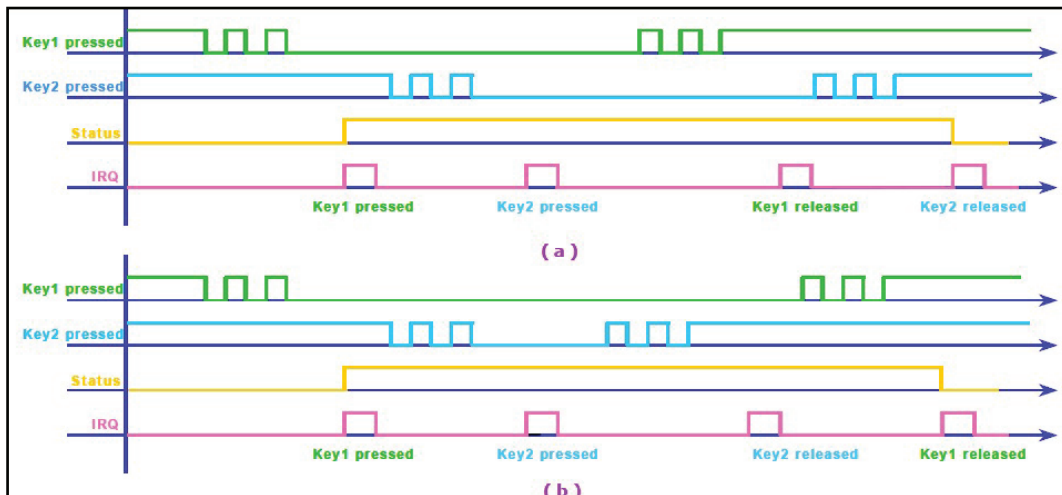 Key1 pressed
Key2 pressed
Status
IRQ
Key1 pressed Key2 pressed Key1 released Key2 released
(a)
Key1 pressed
Key2 pressed
Status
IRQ
Key1 pressed Key2 pressed Key2 released Key1 released
(b)